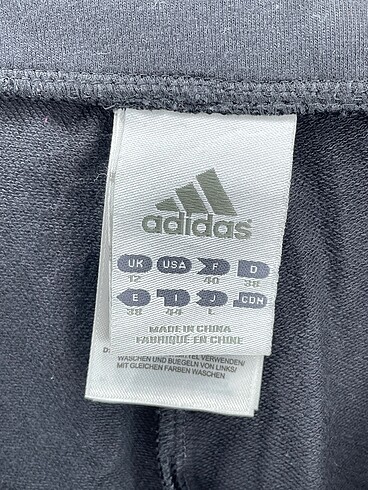 adidas
UK USA F D
12 40 38
E I J CDN
38 44 L
MADE IN CHINA
FABRIQUÉ EN CHINE
WASCHEN UND BUEGELN VON LINKS/
MIT GLEICHEN FARBEN WASCHEN.